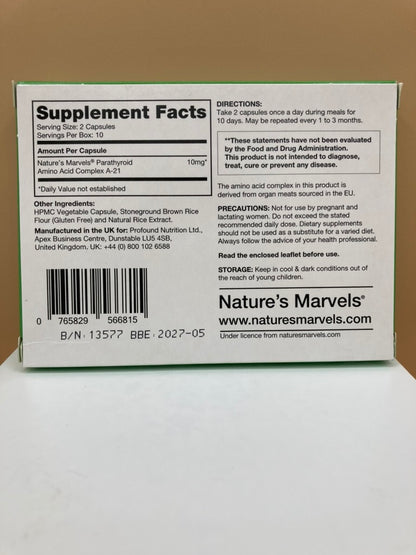 Supplement Facts
Serving Size: 2 Capsules
Servings Per Box: 10
Amount Per Capsule
Nature's Marvels® Parathyroid 10mg*
Amino Acid Complex A-21
*Daily Value not established
Other Ingredients:
HPMC Vegetable Capsule, Stoneground Brown Rice
Flour (Gluten Free) and Natural Rice Extract.
Manufactured in the UK for: Profound Nutrition Ltd.,
Apex Business Centre, Dunstable LU5 4SB,
United Kingdom. UK: +44 (0) 800 102 6588
0 765829 566815
B/N: 13577 BBE: 2027-05
DIRECTIONS:
Take 2 capsules once a day during meals for
10 days. May be repeated every 1 to 3 months.
**These statements have not been evaluated
by the Food and Drug Administration.
This product is not intended to diagnose,
treat, cure or prevent any disease.
The amino acid complex in this product is
derived from organ meats sourced in the EU.
PRECAUTIONS: Not for use by pregnant and
lactating women. Do not exceed the stated
recommended daily dose. Dietary supplements
should not be used as a substitute for a varied diet.
Always follow the advice of your health professional.
Read the enclosed leaflet before use.
STORAGE: Keep in cool & dark conditions out of
the reach of young children.
Nature's Marvels®
www.naturesmarvels.com
Under licence from naturesmarvels.com